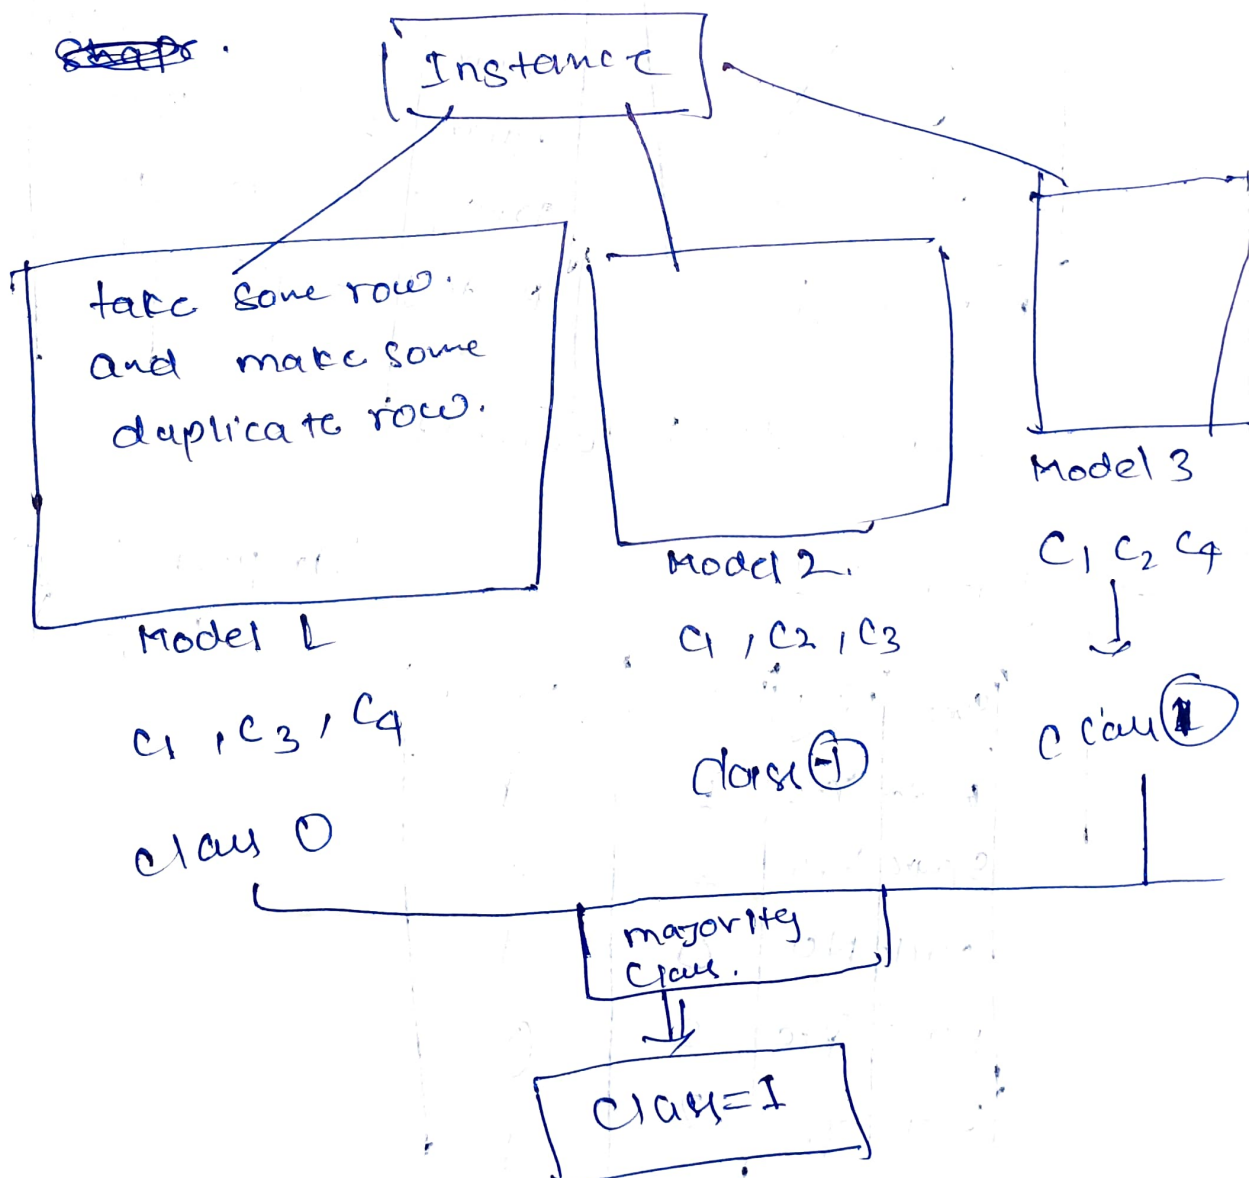 Instance
take some row.
and make some
duplicate row.
Model 1
C1, C3, C4
class 0
Model 2.
C1, C2, C3
class 1
Model 3
C1 C2 C4
class 1
majority
class.
class=1